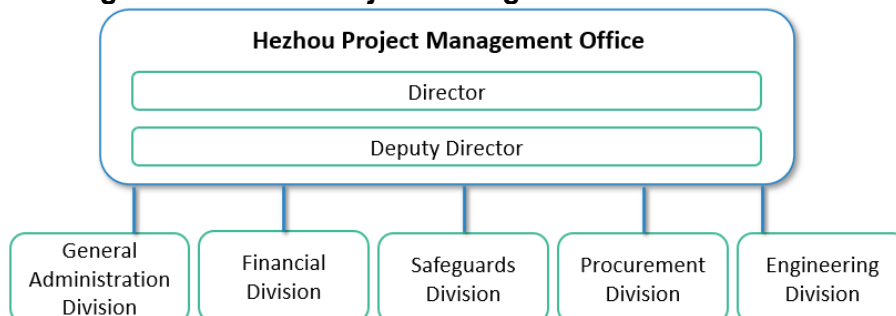 Hezhou Project Management Office
Director
Deputy Director
General
Administration
Division
Financial
Division
Safeguards
Division
Procurement
Division
Engineering
Division